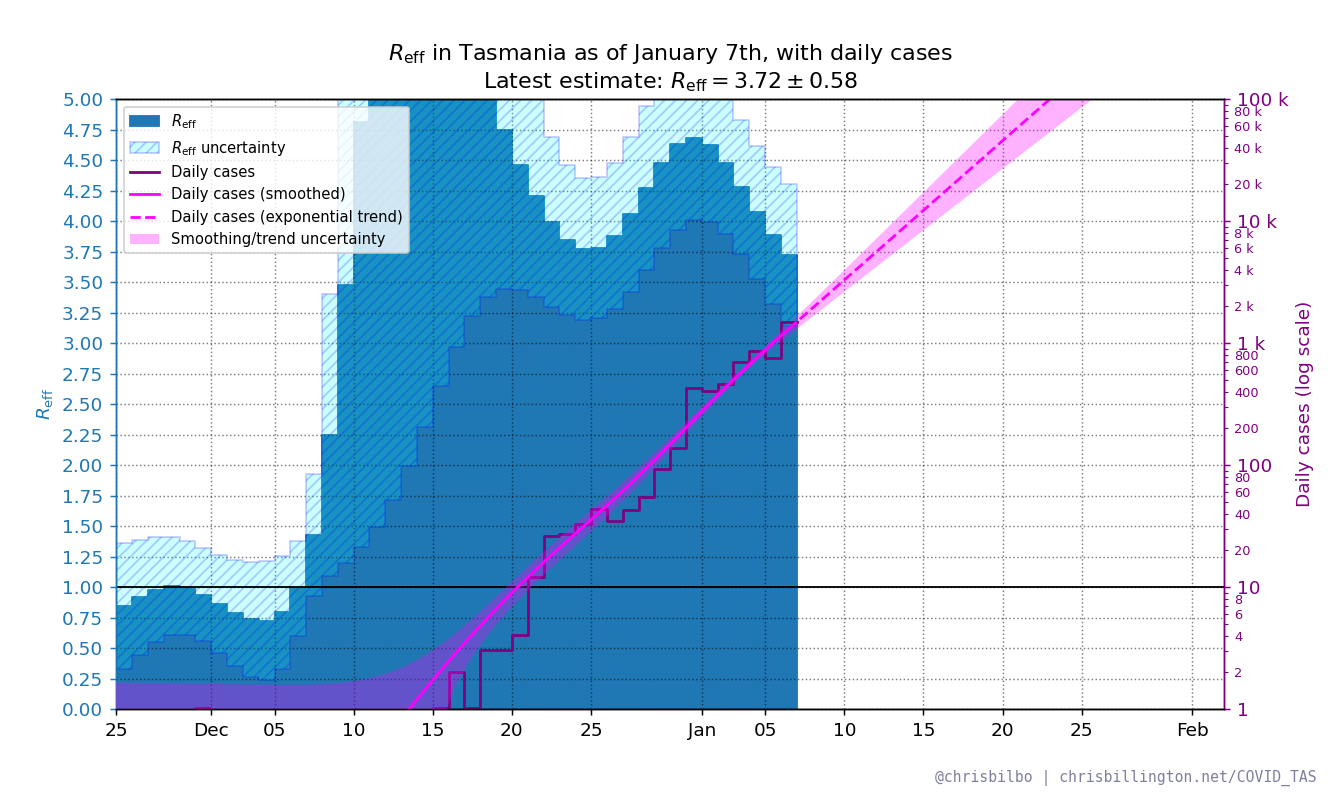 R_eff in Tasmania as of January 7th, with daily cases
Latest estimate: R_eff = 3.72 ± 0.58
R_eff
R_eff uncertainty
Daily cases
Daily cases (smoothed)
Daily cases (exponential trend)
Smoothing/trend uncertainty
5.00
4.75
4.50
4.25
4.00
3.75
3.50
3.25
3.00
2.75
2.50
2.25
2.00
1.75
1.50
1.25
1.00
0.75
0.50
0.25
0.00
R_eff
25
Dec
05
10
15
20
25
Jan
05
10
15
20
25
Feb
100 k
80 k
60 k
40 k
20 k
10 k
8 k
6 k
4 k
2 k
1 k
800
600
400
200
100
80
60
40
20
10
8
6
4
2
1
Daily cases (log scale)
@chrisbilbo | chrisbillington.net/COVID_TAS